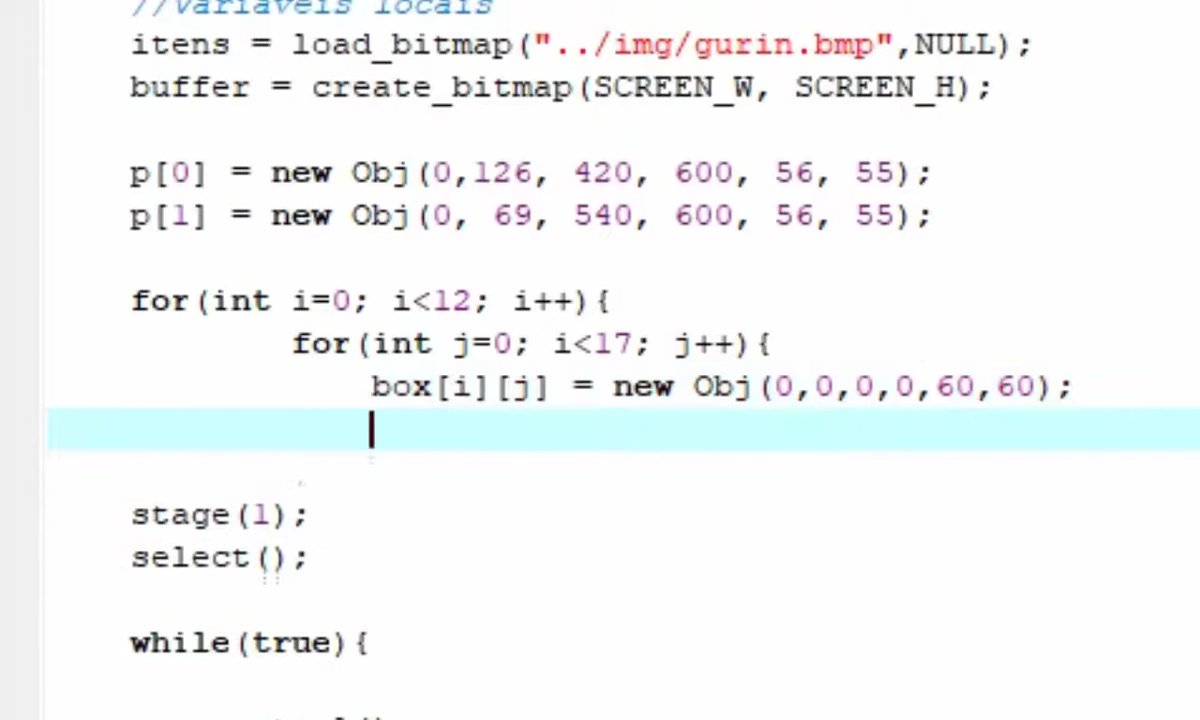 //variaveis locais
itens = load_bitmap("../img/gurin.bmp",NULL);
buffer = create_bitmap(SCREEN_W, SCREEN_H);
p[0] = new Obj(0,126, 420, 600, 56, 55);
p[1] = new Obj(0, 69, 540, 600, 56, 55);
for(int i=0; i<12; i++){
for(int j=0; i<17; j++){
box[i][j] = new Obj(0,0,0,0,60,60);
stage(1);
select();
while(true){